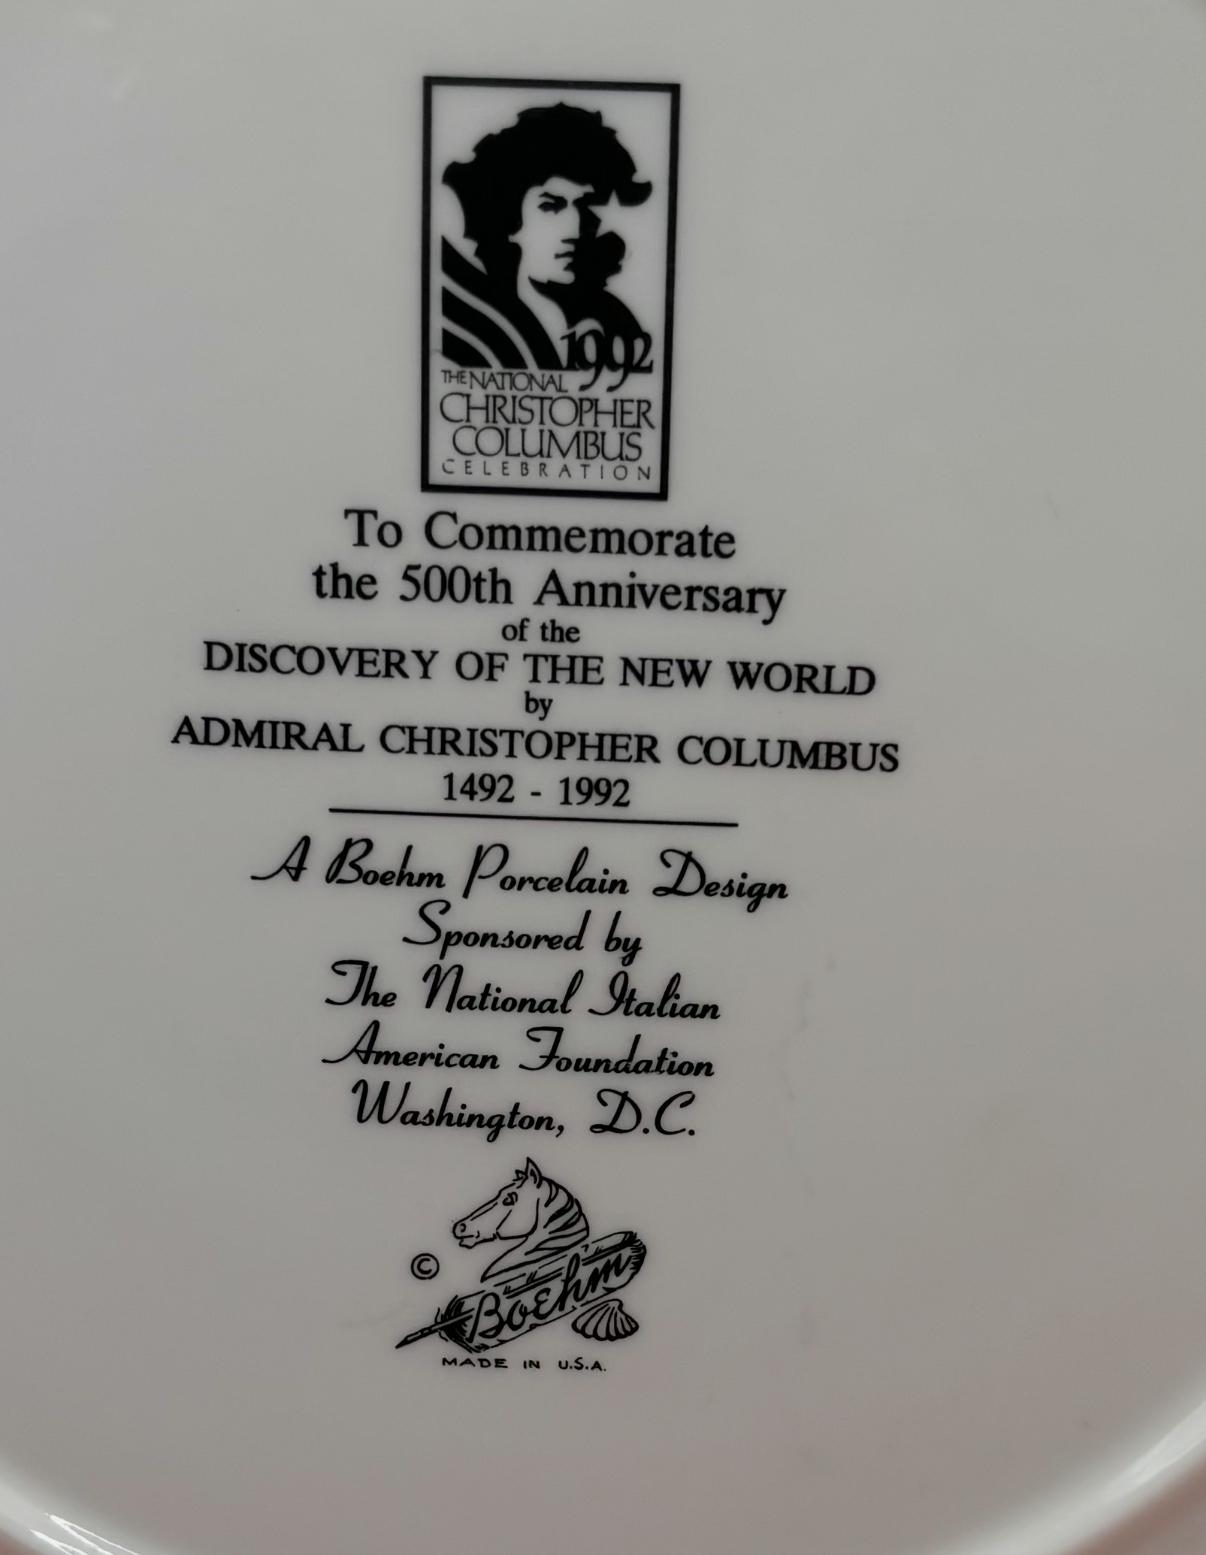 1992
THE NATIONAL
CHRISTOPHER
COLUMBUS
CELEBRATION
To Commemorate
the 500th Anniversary
of the
DISCOVERY OF THE NEW WORLD
by
ADMIRAL CHRISTOPHER COLUMBUS
1492 - 1992
A Boehm Porcelain Design
Sponsored by
The National Italian
American Foundation
Washington, D.C.
©
Boehm
MADE IN U.S.A.